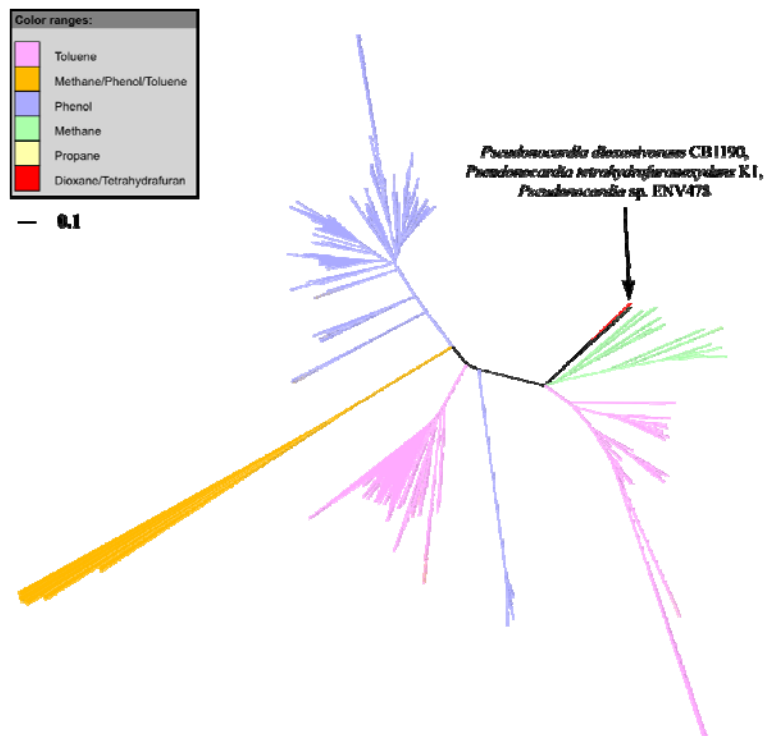 Color ranges:
Toluene
Methane/Phenol/Toluene
Phenol
Methane
Propane
Dioxane/Tetrahydrafuran
0.1
Pseudonocardia dioxanivorans CB1190,
Pseudonocardia tetrahydrofuranoxydans K1,
Pseudonocardia sp. ENV478